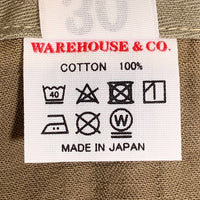 30
WAREHOUSE & CO.
COTTON 100%
40
W
MADE IN JAPAN